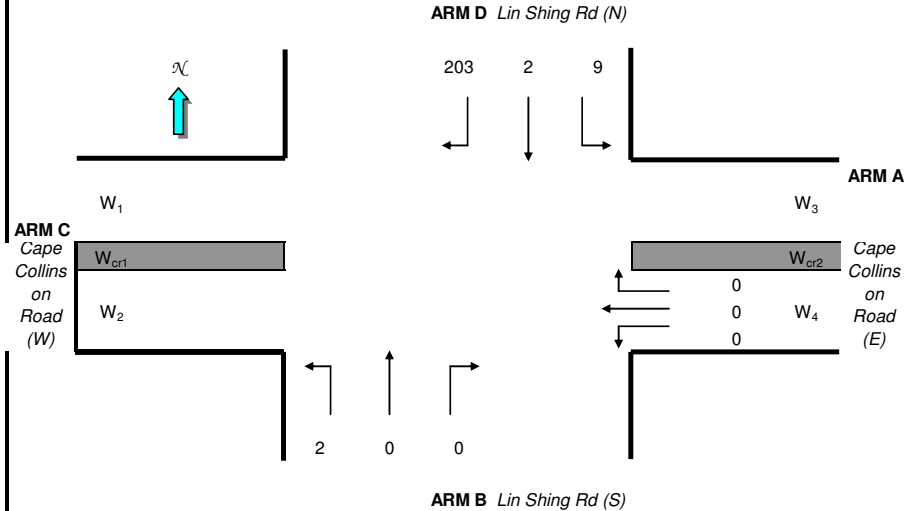 ARM D Lin Shing Rd (N)
N
203 2 9
ARM A
W1
W3
ARM C
Cape
Collins
on
Road
(W)
Wcr1
Wcr2
Cape
Collins
on
Road
(E)
0
W2
0
W4
0
2 0 0
ARM B Lin Shing Rd (S)